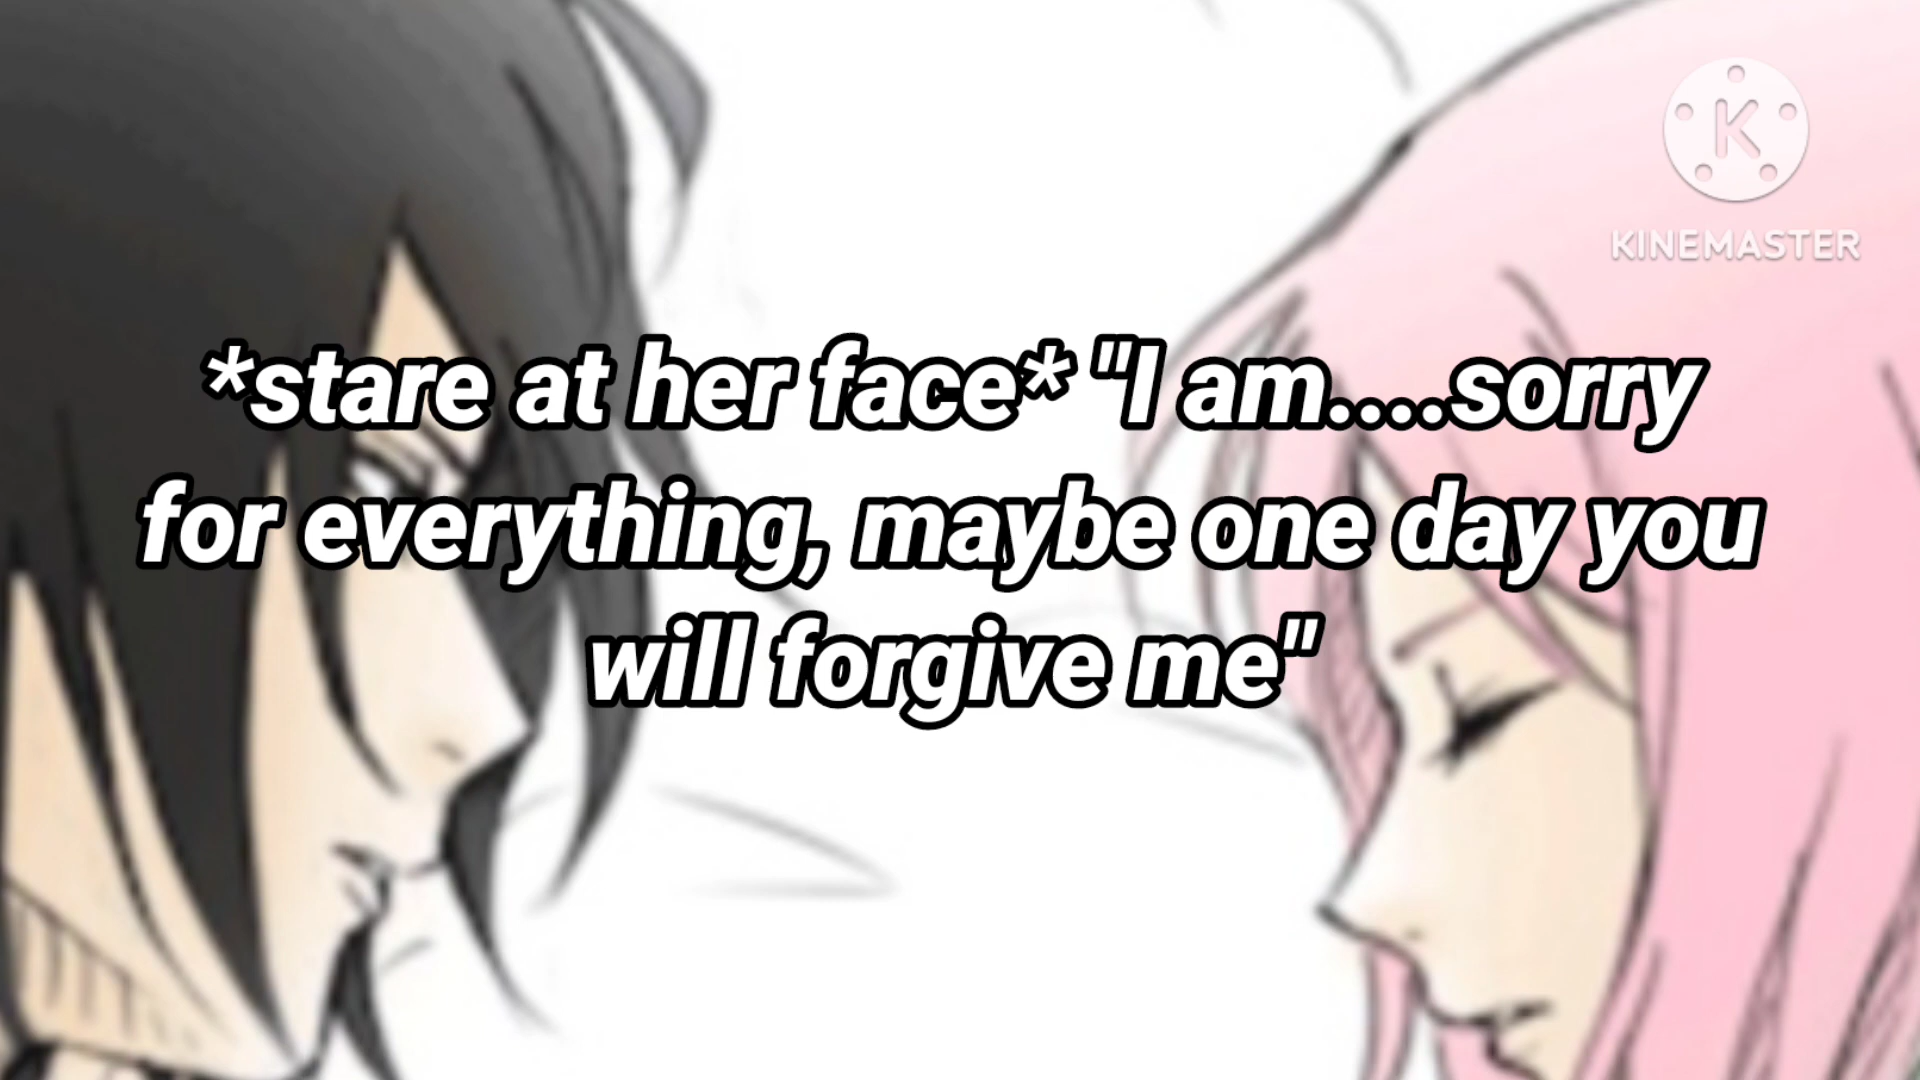 K
KINEMASTER
*stare at her face* "I am....sorry
for everything, maybe one day you
will forgive me"